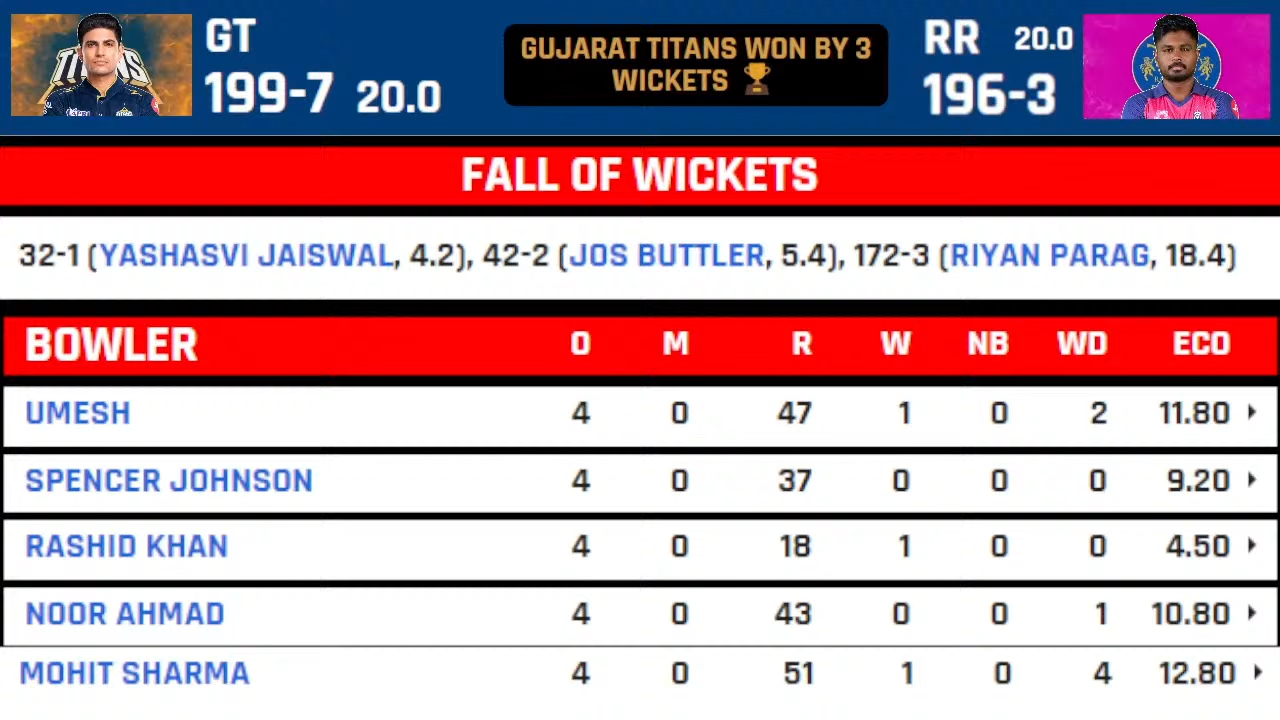 GT
199-7 20.0
GUJARAT TITANS WON BY 3
WICKETS 🏆
RR 20.0
196-3
FALL OF WICKETS
32-1 (YASHASVI JAISWAL, 4.2), 42-2 (JOS BUTTLER, 5.4), 172-3 (RIYAN PARAG, 18.4)
BOWLER O M R W NB WD ECO
UMESH 4 0 47 1 0 2 11.80
SPENCER JOHNSON 4 0 37 0 0 0 9.20
RASHID KHAN 4 0 18 1 0 0 4.50
NOOR AHMAD 4 0 43 0 0 1 10.80
MOHIT SHARMA 4 0 51 1 0 4 12.80